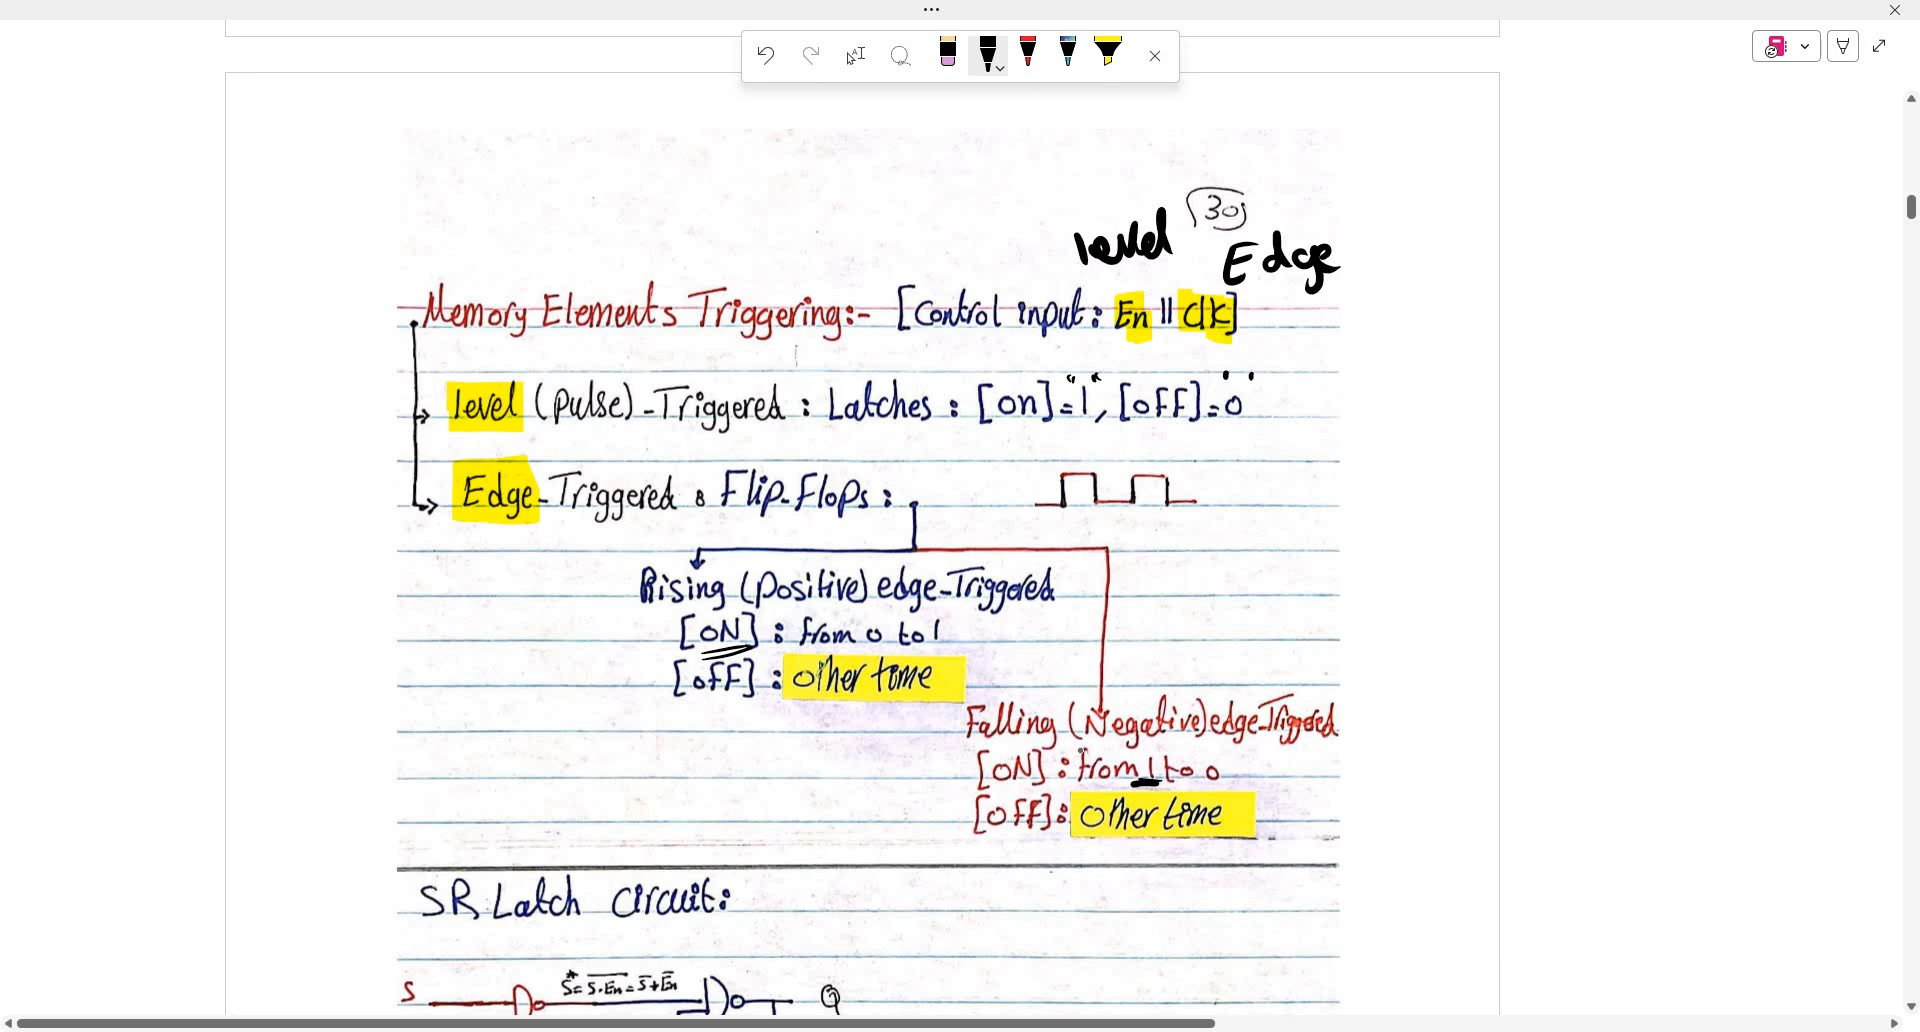 30
level Edge
Memory Elements Triggering:- [Control input: En || Clk]
level (pulse)-Triggered : Latches : [on]="1", [off]=0
Edge-Triggered : Flip-Flops :
Rising (positive) edge-Triggered
[ON] : from 0 to 1
[off] : other time
Falling (Negative) edge-Triggered
[ON] : from 1 to 0
[off] : other time
SR Latch circuit:
S S̅*= \overline{S·En} = S̅+E̅n̅ Q